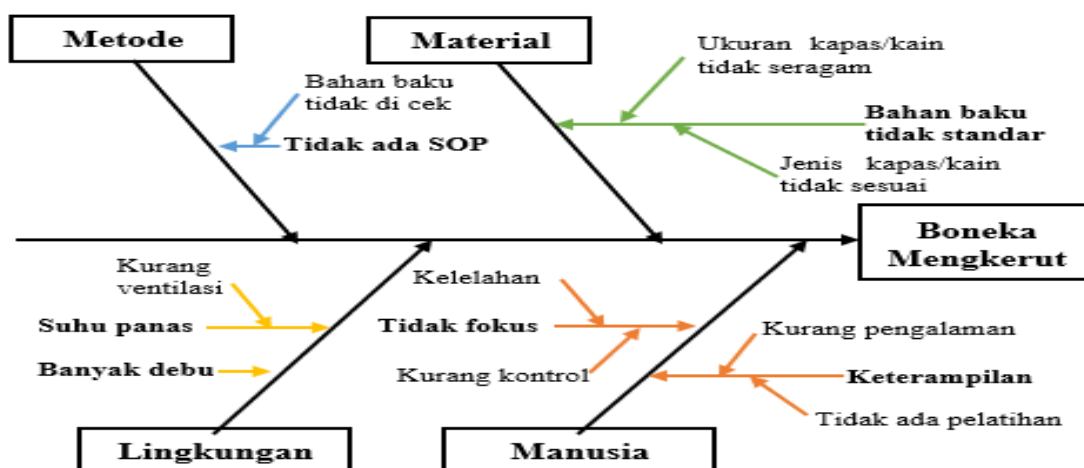 Metode
Material
Bahan baku
tidak di cek
Tidak ada SOP
Ukuran kapas/kain
tidak seragam
Bahan baku
tidak standar
Jenis kapas/kain
tidak sesuai
Boneka
Mengkerut
Kurang
ventilasi
Suhu panas
Banyak debu
Kelelahan
Tidak fokus
Kurang kontrol
Kurang pengalaman
Keterampilan
Tidak ada pelatihan
Lingkungan
Manusia